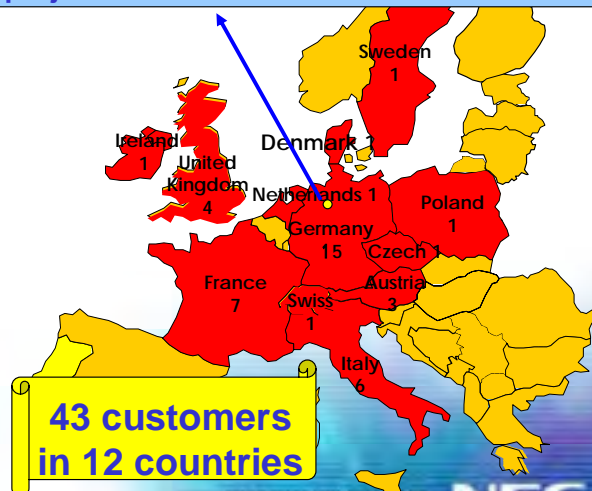 Sweden
1
Ireland
1
United
Kingdom
4
Denmark 1
Netherlands 1
Germany
15
Poland
1
Czech 1
France
7
Swiss
1
Austria
3
Italy
6
43 customers
in 12 countries